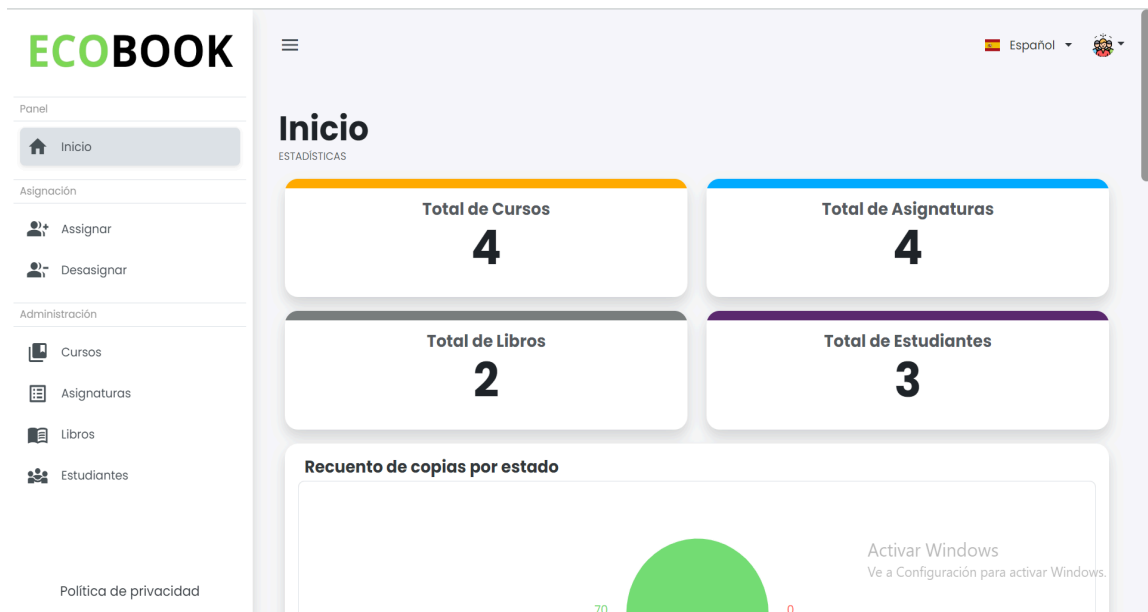 ECOBOOK
Español
Panel
Inicio
Asignación
Assignar
Desasignar
Administración
Cursos
Asignaturas
Libros
Estudiantes
Política de privacidad
Inicio
ESTADÍSTICAS
Total de Cursos
4
Total de Asignaturas
4
Total de Libros
2
Total de Estudiantes
3
Recuento de copias por estado
70
0
Activar Windows
Ve a Configuración para activar Windows.